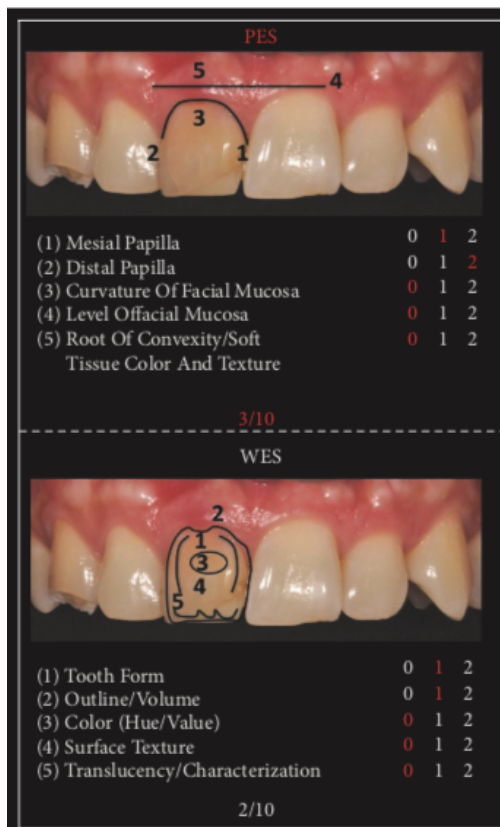 PES
5
4
3
2
1
(1) Mesial Papilla 0 1 2
(2) Distal Papilla 0 1 2
(3) Curvature Of Facial Mucosa 0 1 2
(4) Level Offacial Mucosa 0 1 2
(5) Root Of Convexity/Soft 0 1 2
Tissue Color And Texture
3/10
WES
2
1
3
4
5
(1) Tooth Form 0 1 2
(2) Outline/Volume 0 1 2
(3) Color (Hue/Value) 0 1 2
(4) Surface Texture 0 1 2
(5) Translucency/Characterization 0 1 2
2/10